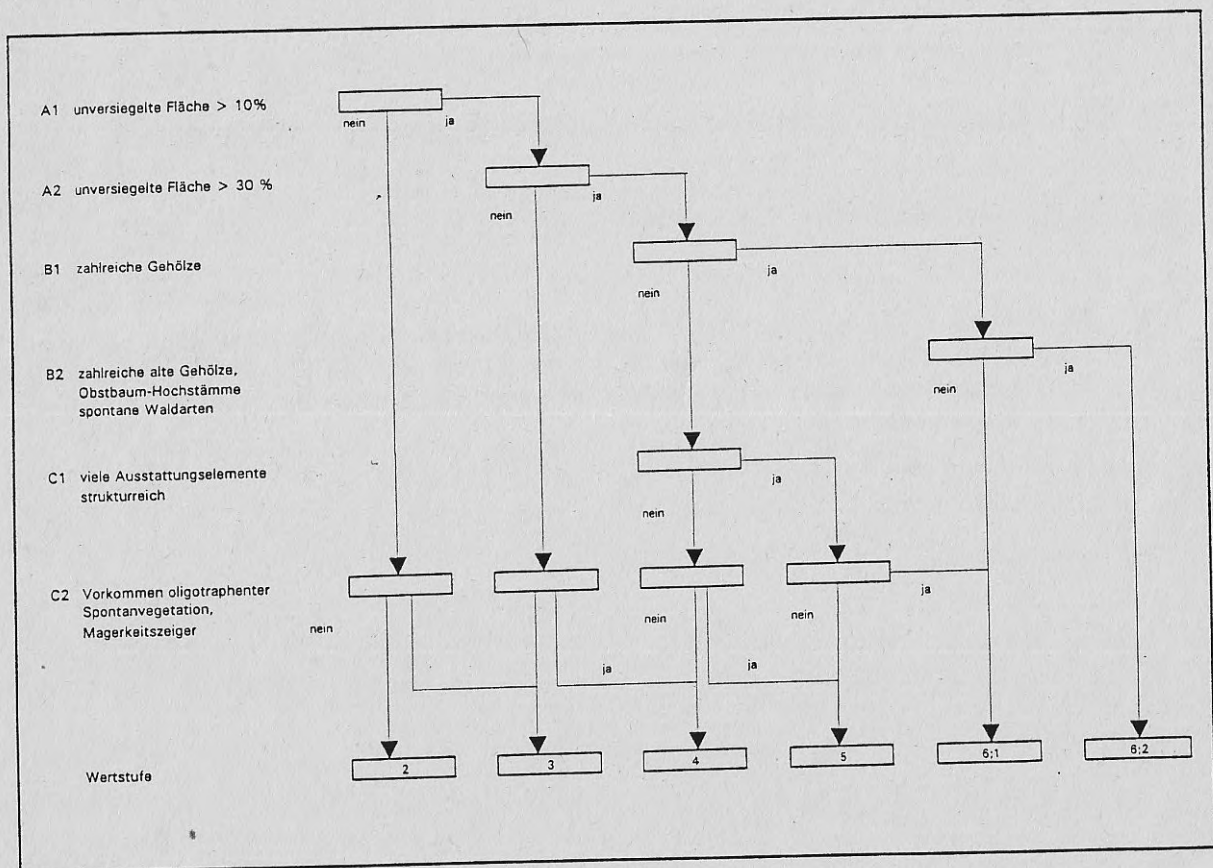 A1 unversiegelte Fläche > 10%
nein ja
A2 unversiegelte Fläche > 30 %
nein ja
B1 zahlreiche Gehölze
nein ja
B2 zahlreiche alte Gehölze,
Obstbaum-Hochstämme
spontane Waldarten
nein ja
C1 viele Ausstattungselemente
strukturreich
nein ja
C2 Vorkommen oligotraphenter
Spontanvegetation,
Magerkeitszeiger
nein nein nein ja
ja ja
Wertstufe 2 3 4 5 6;1 6;2